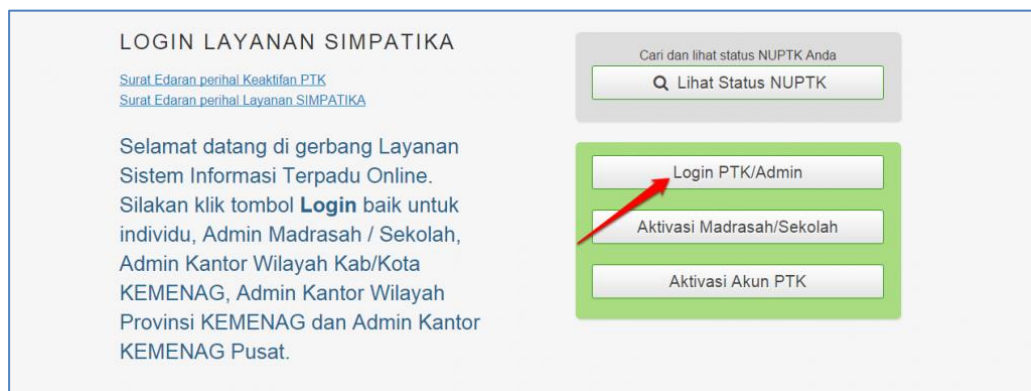 LOGIN LAYANAN SIMPATIKA
Surat Edaran perihal Keaktifan PTK
Surat Edaran perihal Layanan SIMPATIKA
Selamat datang di gerbang Layanan
Sistem Informasi Terpadu Online.
Silakan klik tombol Login baik untuk
individu, Admin Madrasah / Sekolah,
Admin Kantor Wilayah Kab/Kota
KEMENAG, Admin Kantor Wilayah
Provinsi KEMENAG dan Admin Kantor
KEMENAG Pusat.
Cari dan lihat status NUPTK Anda
Lihat Status NUPTK
Login PTK/Admin
Aktivasi Madrasah/Sekolah
Aktivasi Akun PTK